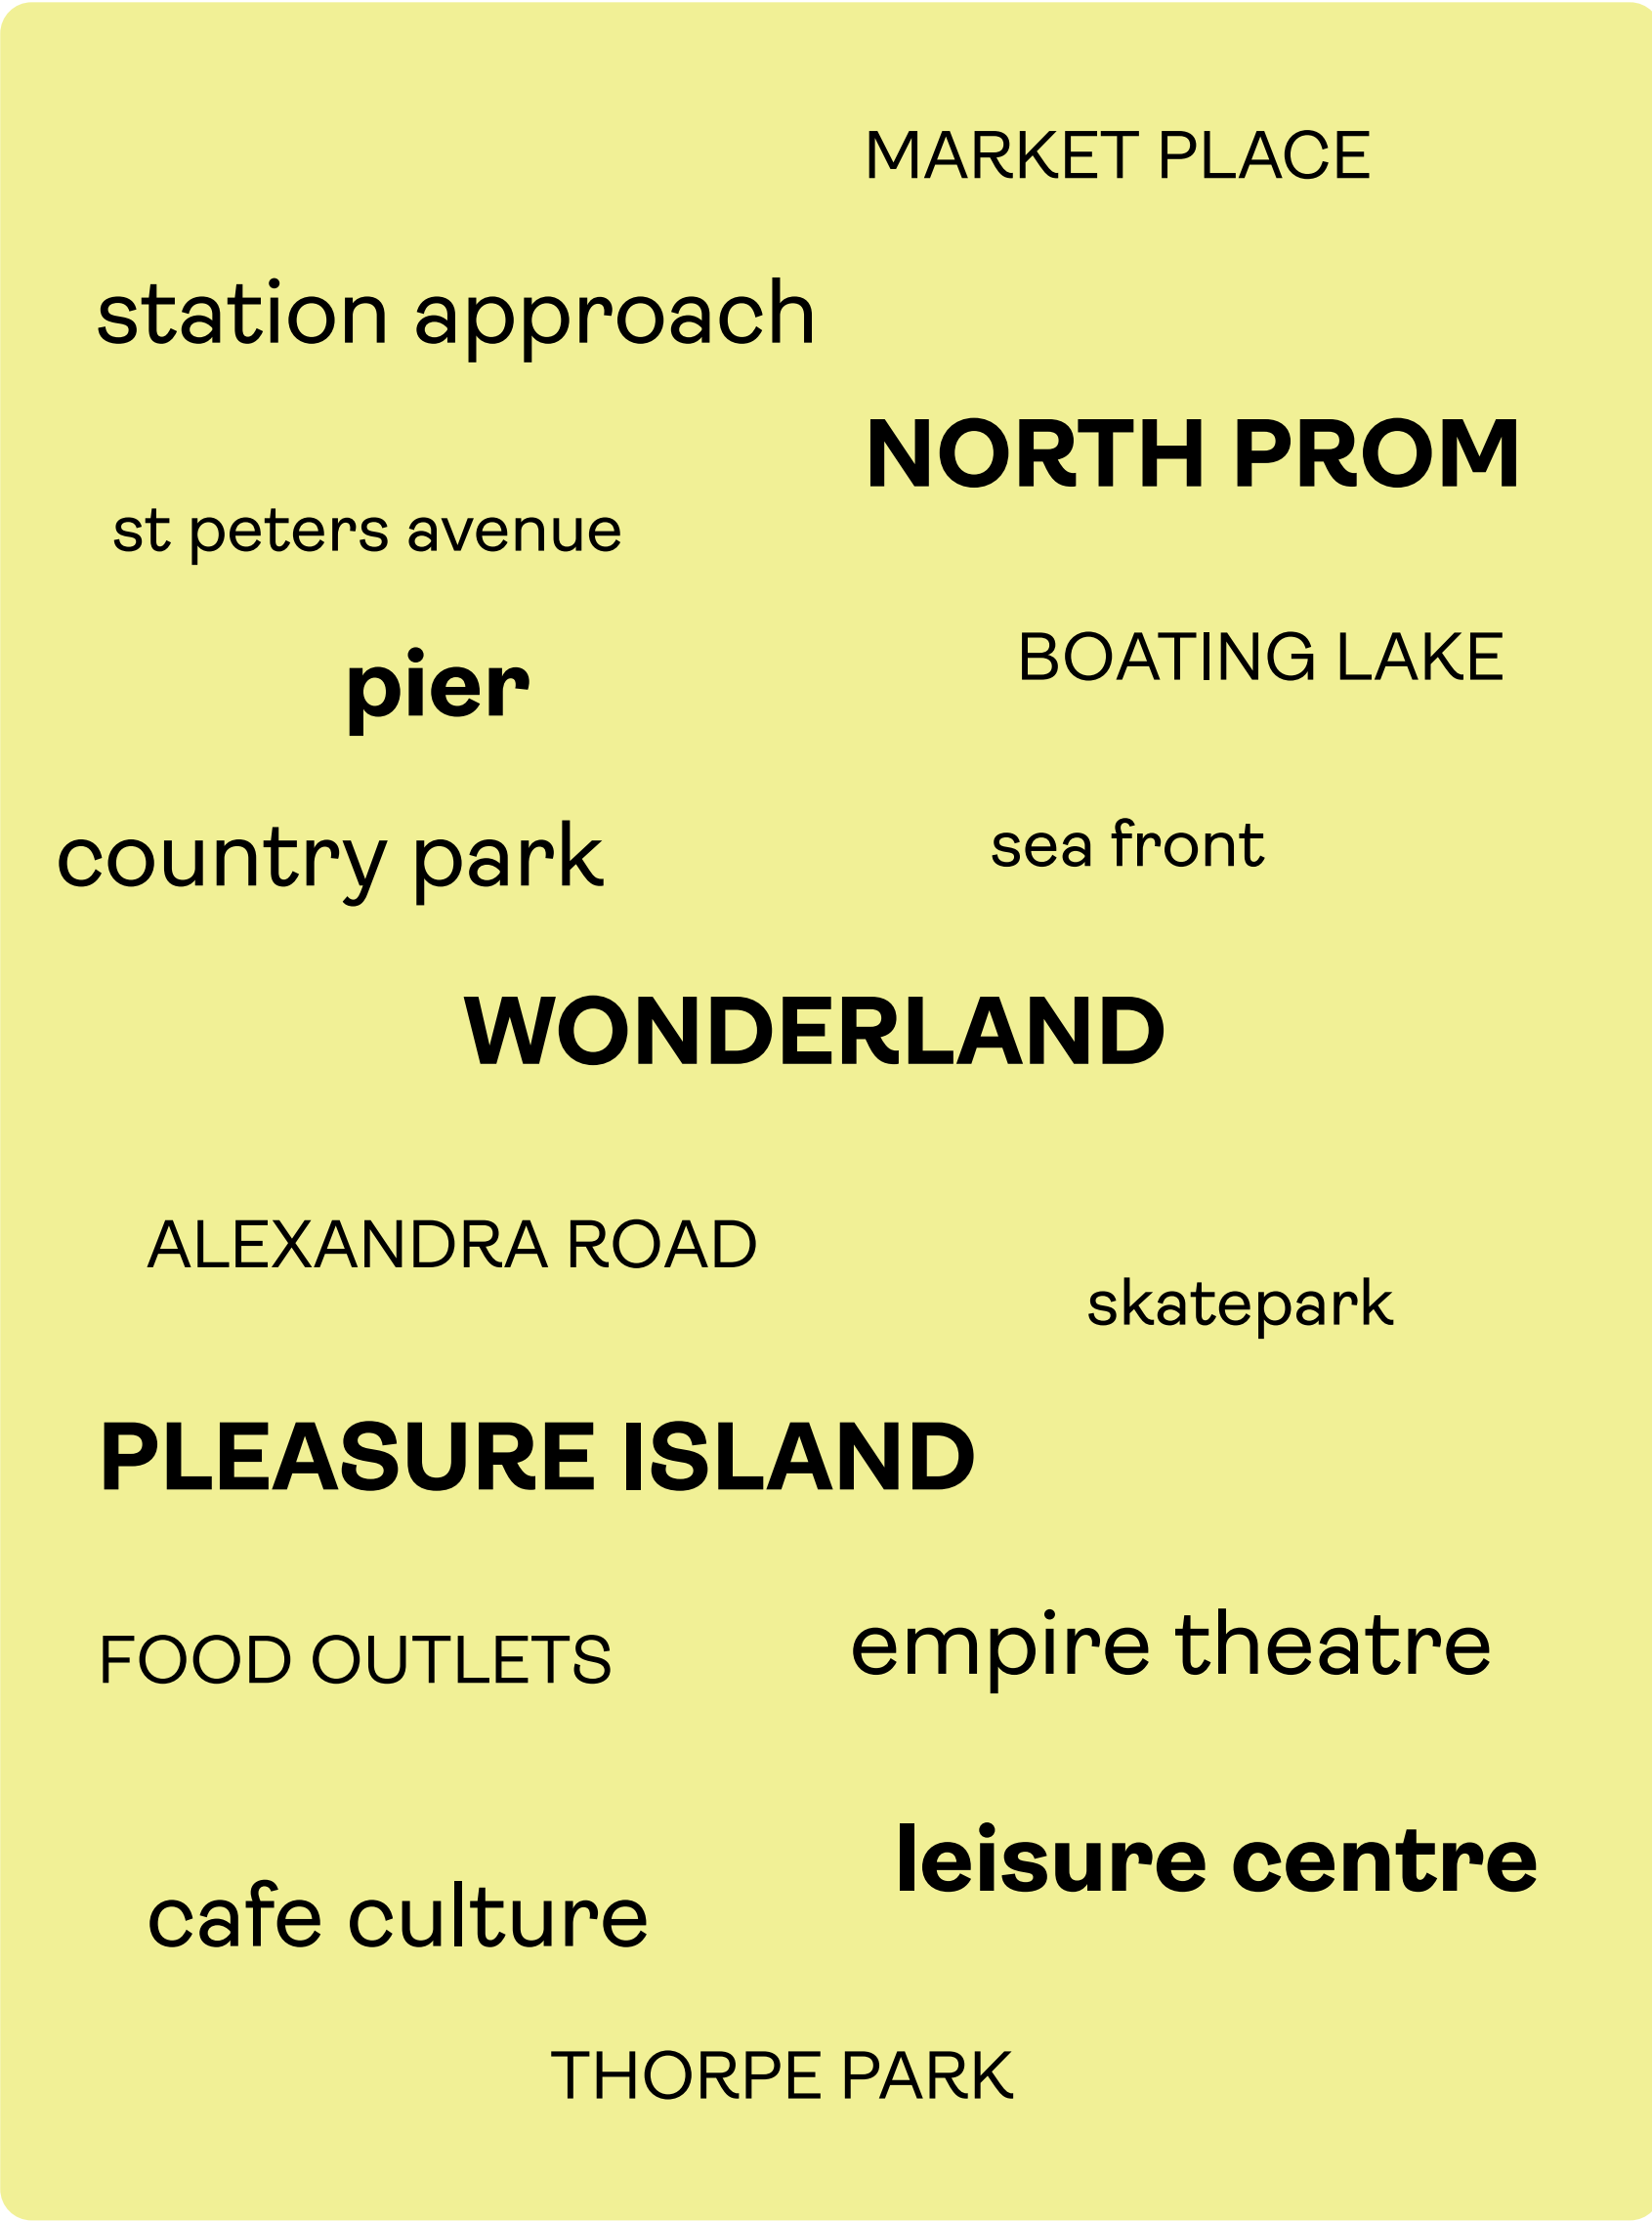 MARKET PLACE
station approach
NORTH PROM
st peters avenue
BOATING LAKE
pier
sea front
country park
WONDERLAND
ALEXANDRA ROAD
skatepark
PLEASURE ISLAND
empire theatre
FOOD OUTLETS
leisure centre
cafe culture
THORPE PARK